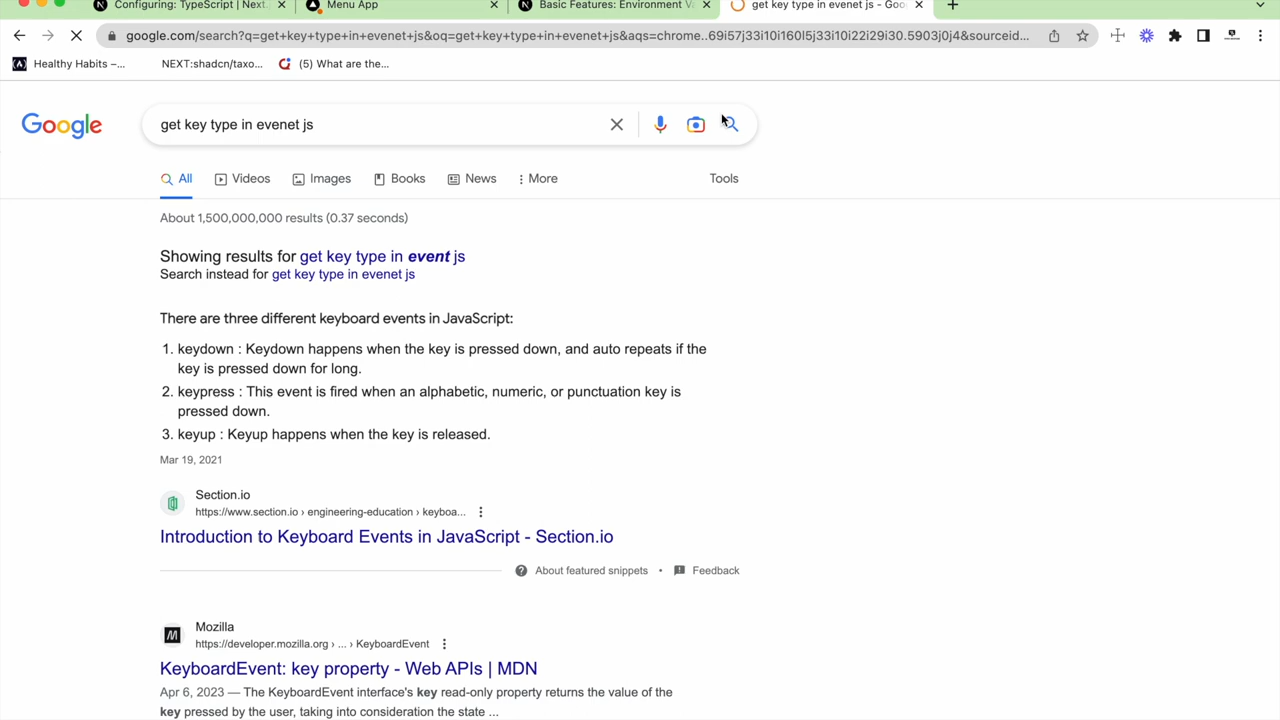 Configuring: TypeScript | Next.
Menu App
Basic Features: Environment Va
get key type in evenet js - Goo
google.com/search?q=get+key+type+in+evenet+js&oq=get+key+type+in+evenet+js&aqs=chrome..69i57j33i10i160l5j33i10i22i29i30.5903j0j4&sourceid...
Healthy Habits –...
NEXT:shadcn/taxo...
(5) What are the...
Google
get key type in evenet js
All
Videos
Images
Books
News
More
Tools
About 1,500,000,000 results (0.37 seconds)
Showing results for get key type in event js
Search instead for get key type in evenet js
There are three different keyboard events in JavaScript:
1. keydown : Keydown happens when the key is pressed down, and auto repeats if the
key is pressed down for long.
2. keypress : This event is fired when an alphabetic, numeric, or punctuation key is
pressed down.
3. keyup : Keyup happens when the key is released.
Mar 19, 2021
Section.io
https://www.section.io › engineering-education › keyboa...
Introduction to Keyboard Events in JavaScript - Section.io
About featured snippets • Feedback
Mozilla
https://developer.mozilla.org › ... › KeyboardEvent
KeyboardEvent: key property - Web APIs | MDN
Apr 6, 2023 — The KeyboardEvent interface's key read-only property returns the value of the
key pressed by the user, taking into consideration the state ...